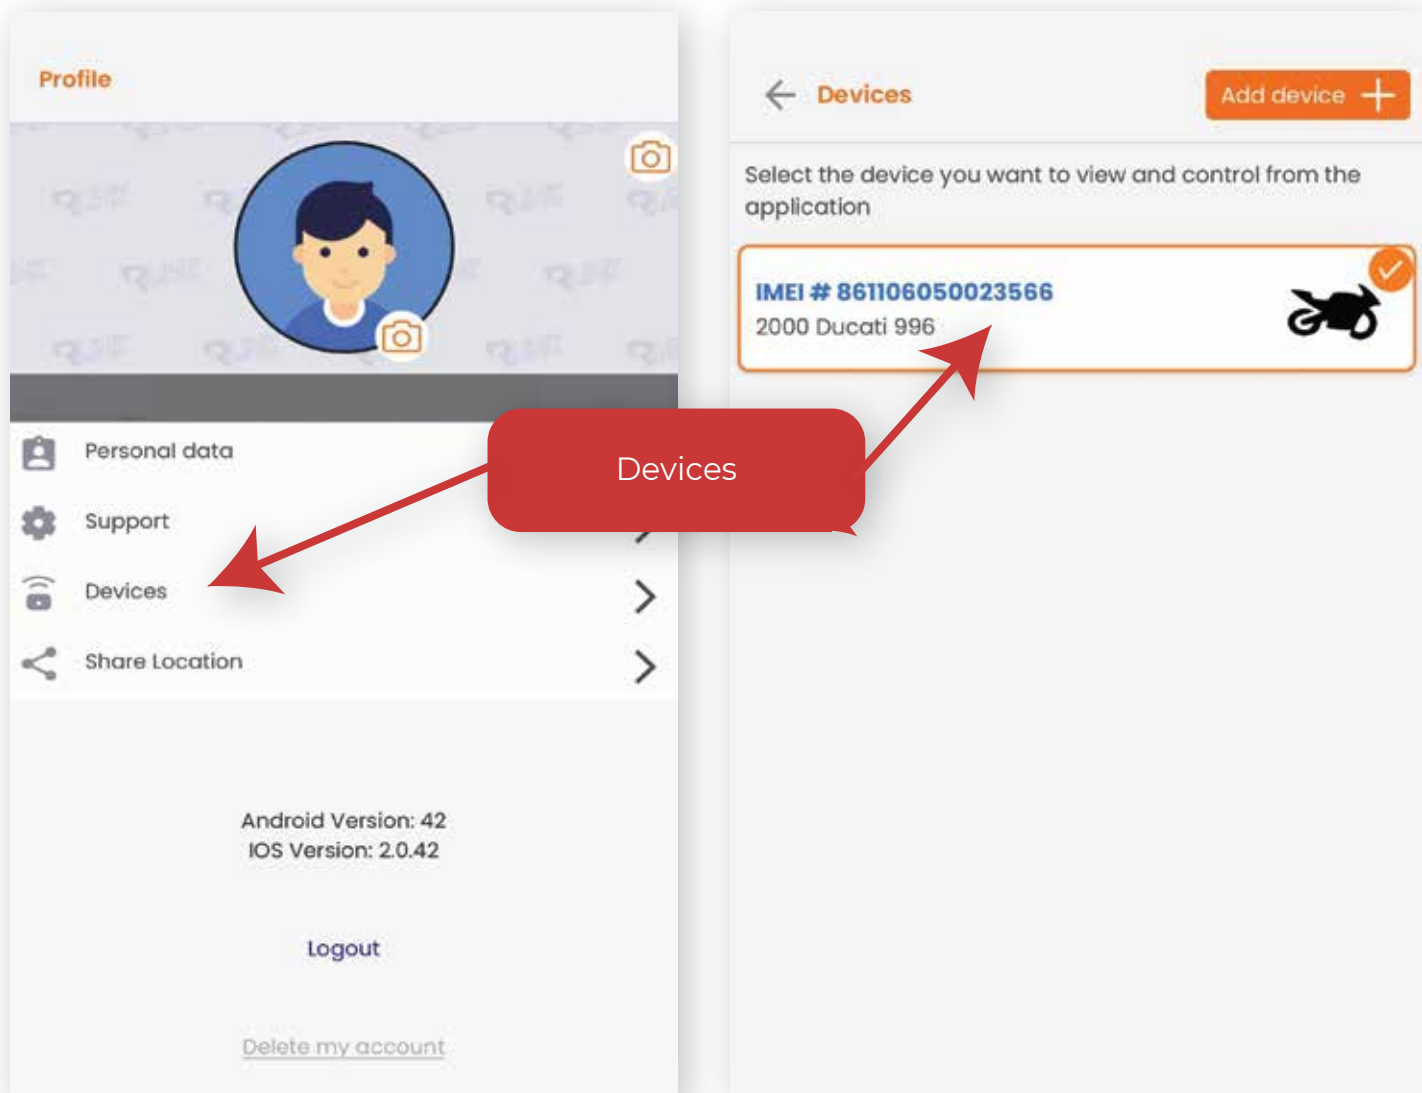 Profile
Personal data
Support
Devices
Share Location
Android Version: 42
IOS Version: 2.0.42
Logout
Delete my account
Devices
Devices
Add device
Select the device you want to view and control from the
application
IMEI # 861106050023566
2000 Ducati 996